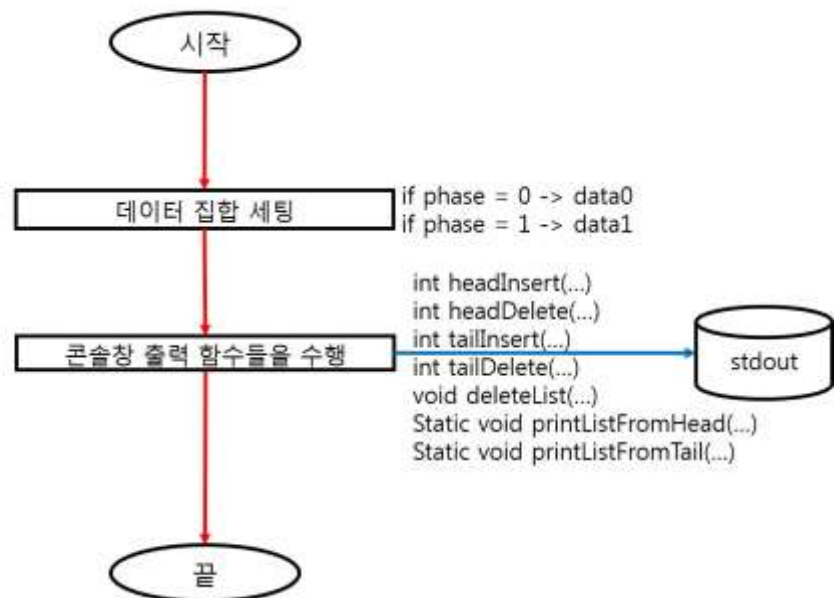 시작
데이터 집합 세팅
if phase = 0 -> data0
if phase = 1 -> data1
콘솔창 출력 함수들을 수행
int headInsert(...)
int headDelete(...)
int tailInsert(...)
int tailDelete(...)
void deleteList(...)
Static void printListFromHead(...)
Static void printListFromTail(...)
stdout
끝